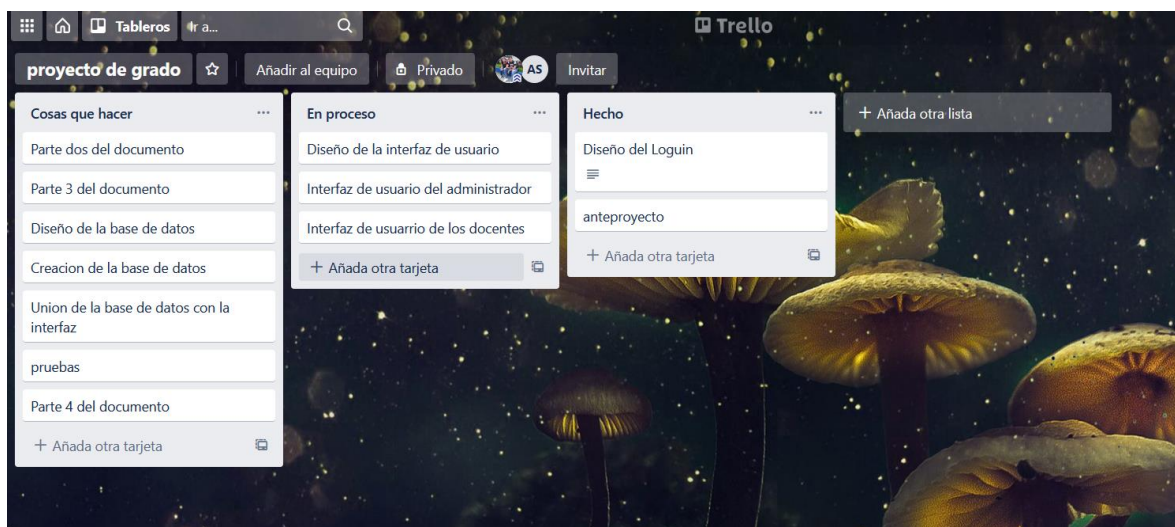 Tableros
Ir a...
Trello
proyecto de grado
Añadir al equipo
Privado
AS
Invitar
Cosas que hacer
Parte dos del documento
Parte 3 del documento
Diseño de la base de datos
Creacion de la base de datos
Union de la base de datos con la
interfaz
pruebas
Parte 4 del documento
+ Añada otra tarjeta
En proceso
Diseño de la interfaz de usuario
Interfaz de usuario del administrador
Interfaz de usuarrio de los docentes
+ Añada otra tarjeta
Hecho
Diseño del Loguin
anteproyecto
+ Añada otra tarjeta
+ Añada otra lista